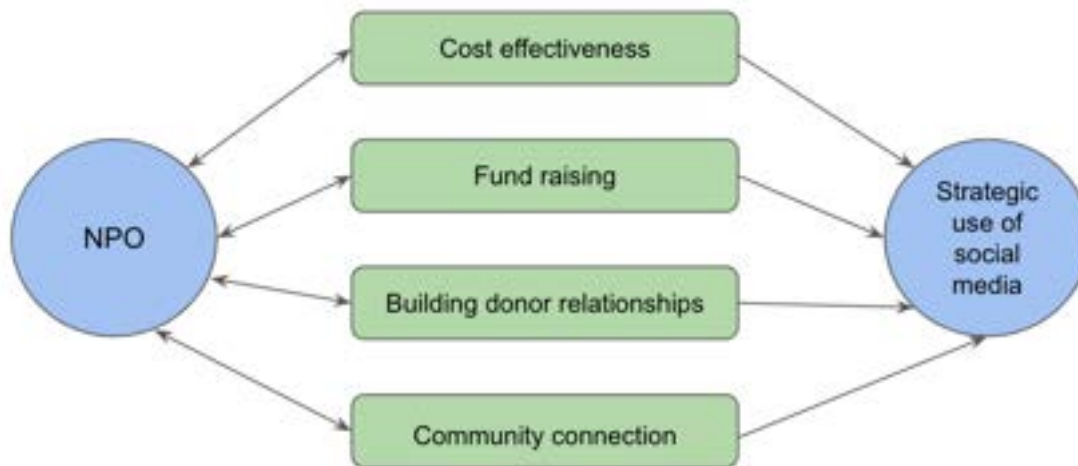 Cost effectiveness
Fund raising
NPO
Strategic
use of
social
media
Building donor relationships
Community connection